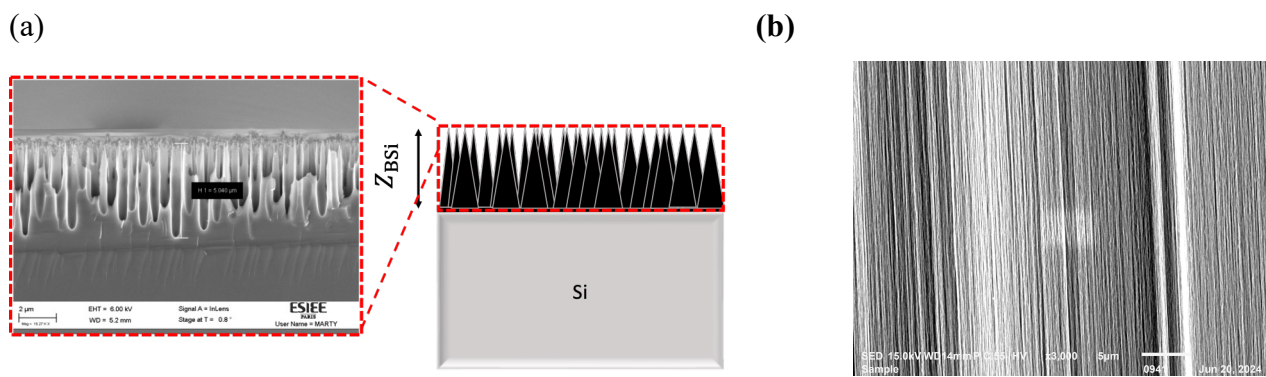 (a)
(b)
H 1 = 5.040 µm
2 µm
EHT = 6.00 kV
Signal A = InLens
ESIEE
PARIS
WD = 5.2 mm
Stage at T = 0.8 °
User Name = MARTY
Z_BSi
Si
SED 15.0kV WD14mm P.C.55 HV x3,000 5µm
Sample 0941 Jun 20, 2024